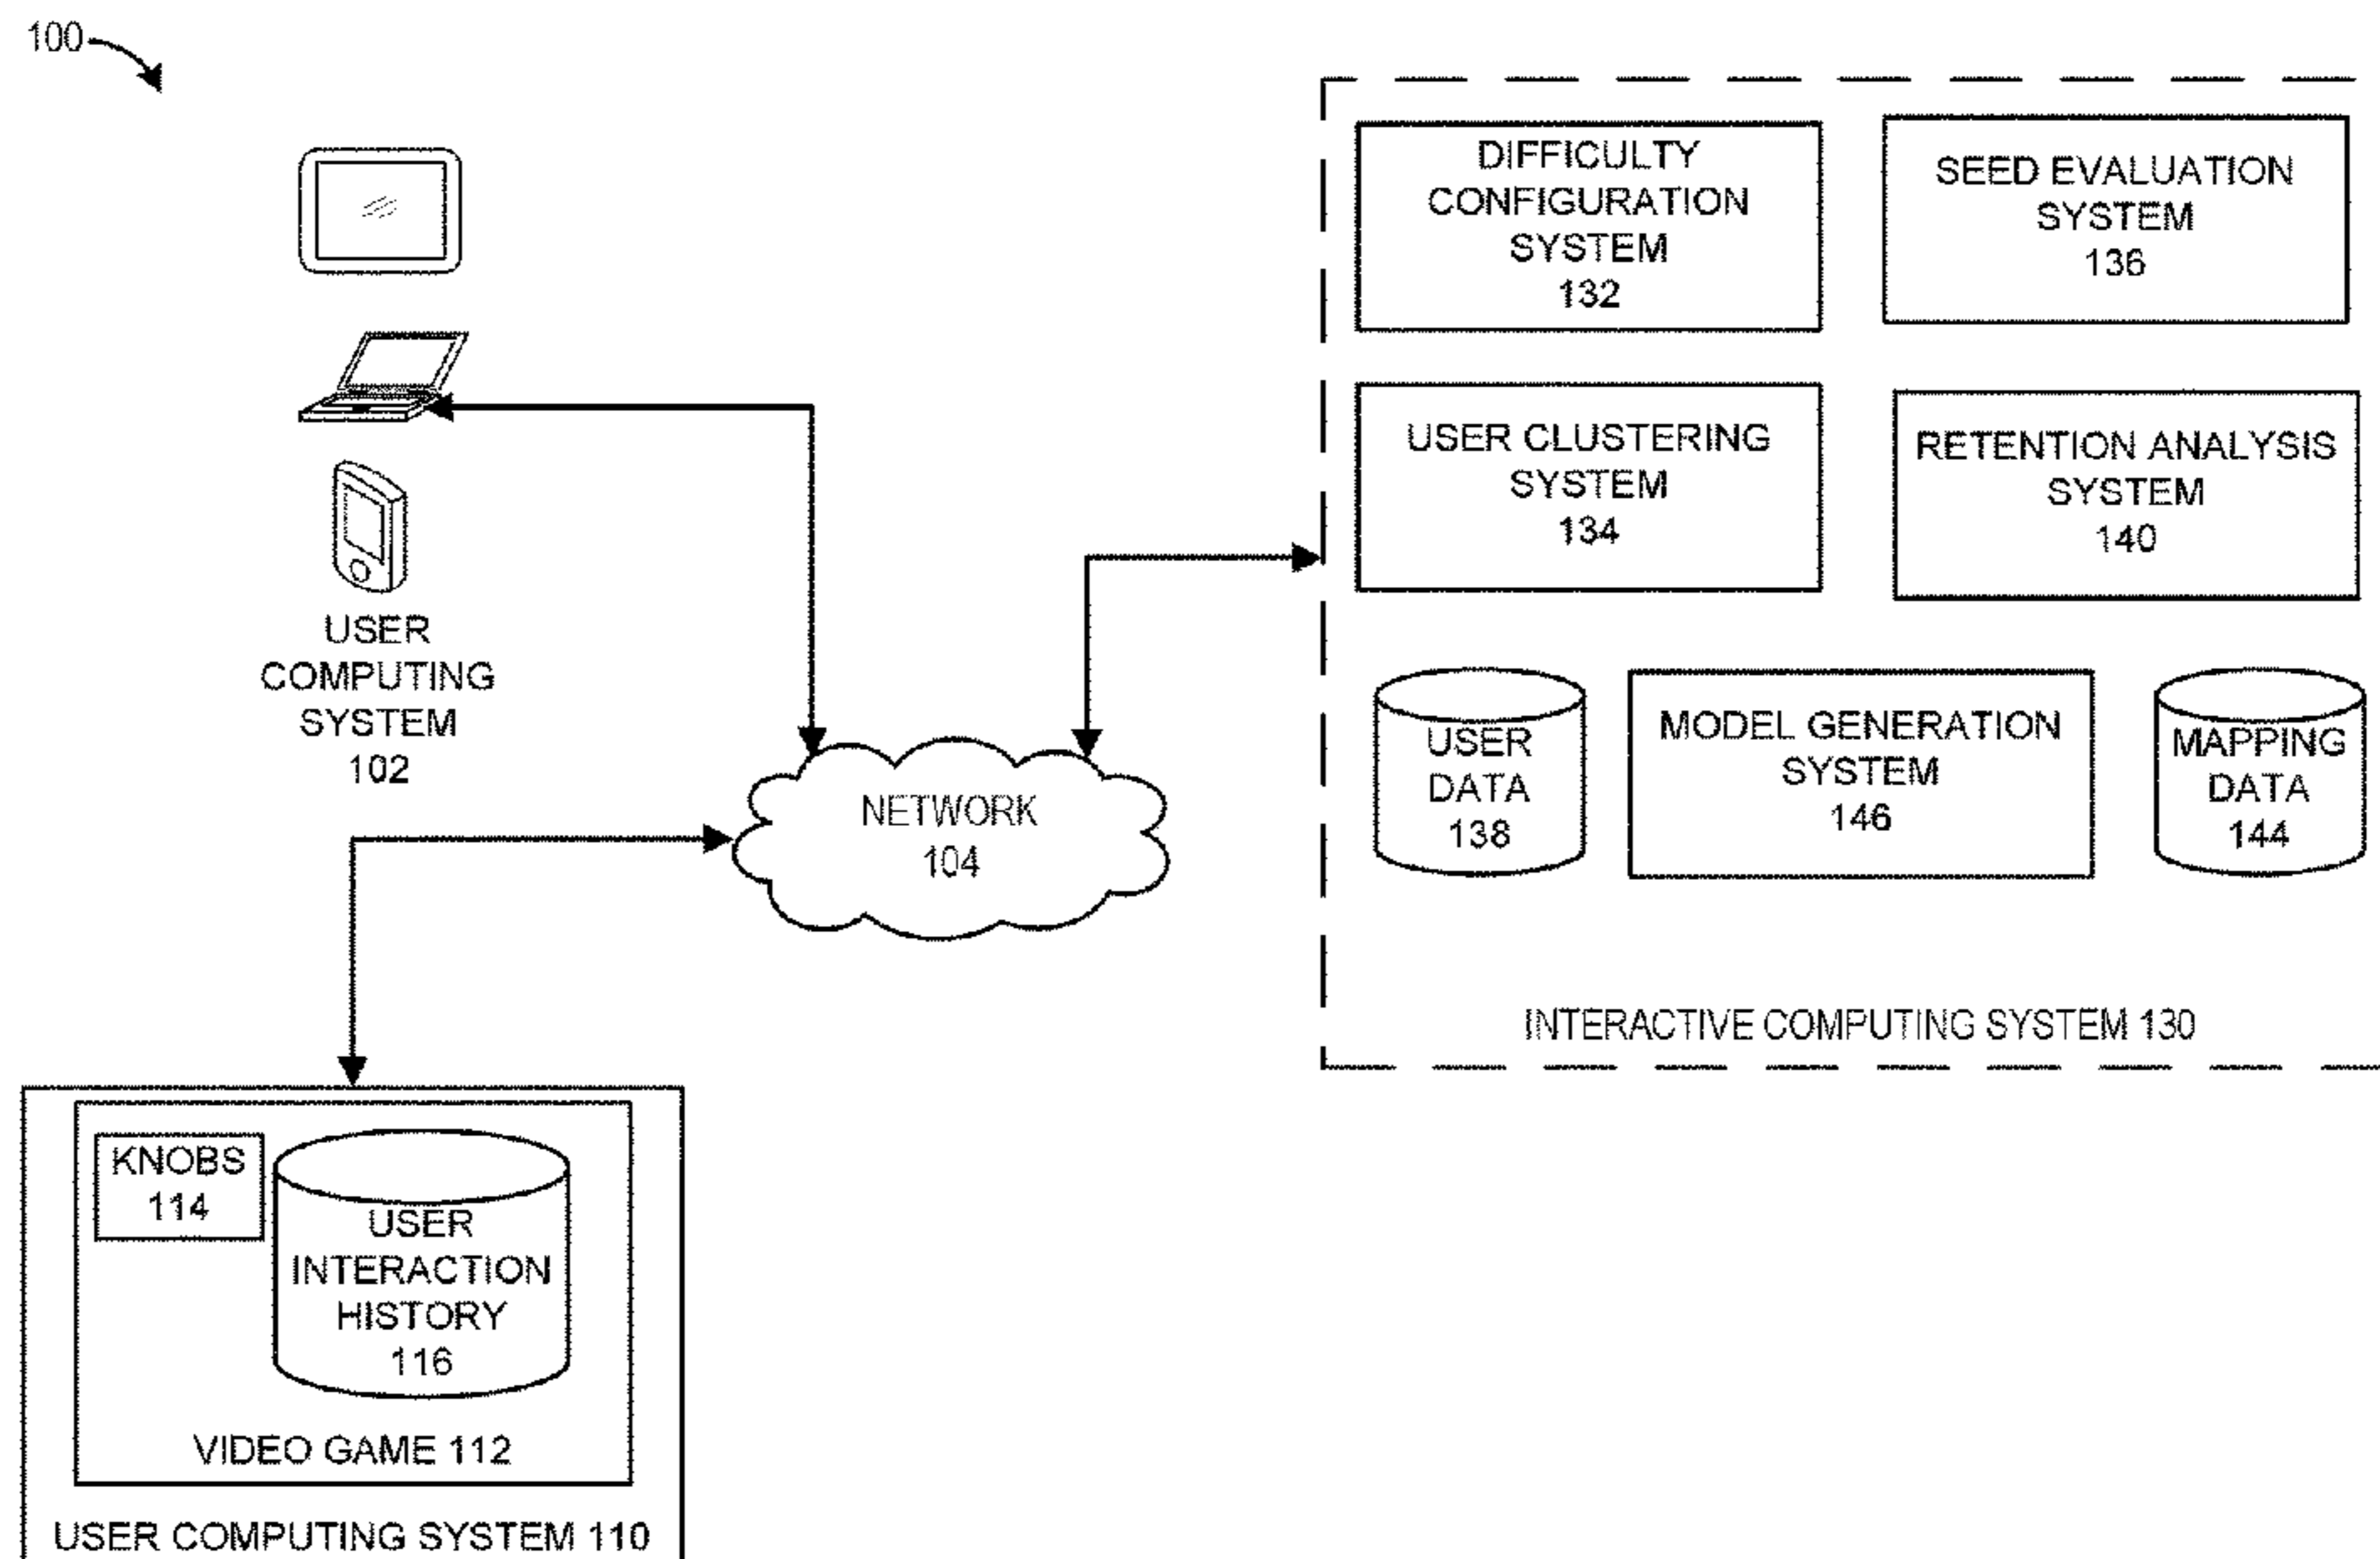 100
DIFFICULTY
CONFIGURATION
SYSTEM
132
SEED EVALUATION
SYSTEM
136
USER CLUSTERING
SYSTEM
134
RETENTION ANALYSIS
SYSTEM
140
USER
COMPUTING
SYSTEM
102
USER
DATA
138
MODEL GENERATION
SYSTEM
146
MAPPING
DATA
144
NETWORK
104
INTERACTIVE COMPUTING SYSTEM 130
KNOBS
114
USER
INTERACTION
HISTORY
116
VIDEO GAME 112
USER COMPUTING SYSTEM 110